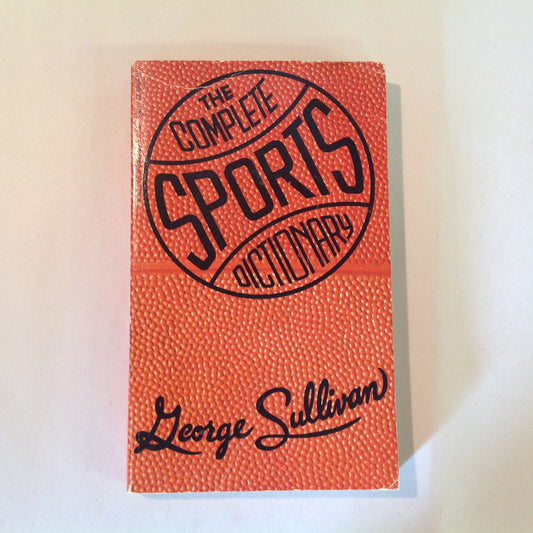 THE
COMPLETE
SPORTS
DICTIONARY
George Sullivan